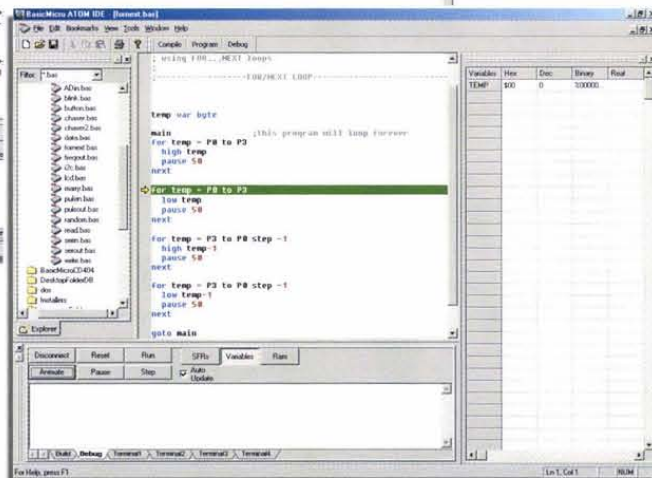 BasicMicro ATOM IDE - [fornext.bas]
File Edit Bookmarks View Tools Window Help
Compile Program Debug
Filter: *.bas
ADin.bas
blink.bas
button.bas
chaser.bas
chaser2.bas
data.bas
fornext.bas
freqout.bas
i2c.bas
lcd.bas
many.bas
pulsin.bas
pulsout.bas
random.bas
read.bas
serin.bas
serout.bas
write.bas
BasicMicroCD404
DesktopFolderDB
dos
Installers
Explorer
; using FOR...NEXT loops
;
;--------------------FOR/NEXT LOOP--------------------
temp var byte
main ;this program will loop forever
for temp = P0 to P3
high temp
pause 50
next
for temp = P0 to P3
low temp
pause 50
next
for temp = P3 to P0 step -1
high temp-1
pause 50
next
for temp = P3 to P0 step -1
low temp-1
pause 50
next
goto main
Variables Hex Dec Binary Real
TEMP $00 0 %00000...
Disconnect Reset Run SFRs Variables Ram
Animate Pause Step Auto Update
Build Debug Terminal1 Terminal2 Terminal3 Terminal4
For Help, press F1 Ln 1, Col 1 NUM